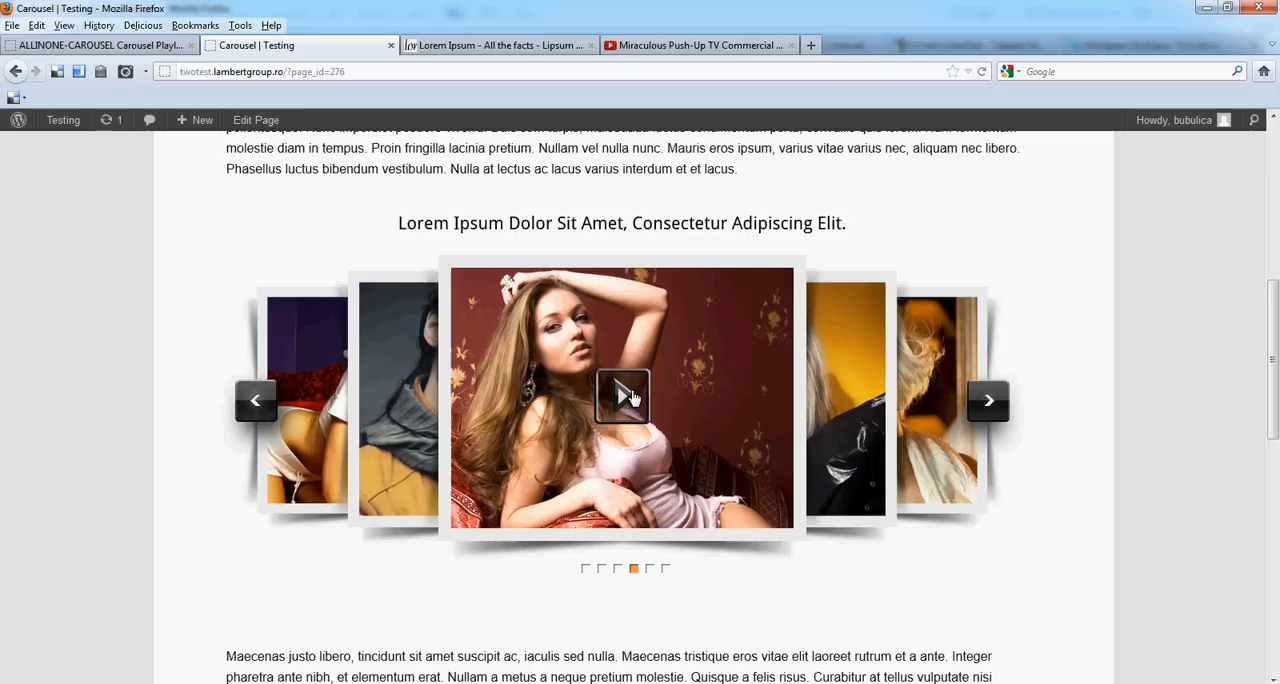 Carousel | Testing - Mozilla Firefox
File Edit View History Delicious Bookmarks Tools Help
ALLINONE-CAROUSEL Carousel Playl... Carousel | Testing Lorem Ipsum - All the facts - Lipsum ... Miraculous Push-Up TV Commercial ...
twotest.lambertgroup.ro/?page_id=276 Google
Testing 1 New Edit Page Howdy, bubulica
molestie diam in tempus. Proin fringilla lacinia pretium. Nullam vel nulla nunc. Mauris eros ipsum, varius vitae varius nec, aliquam nec libero.
Phasellus luctus bibendum vestibulum. Nulla at lectus ac lacus varius interdum et et lacus.
Lorem Ipsum Dolor Sit Amet, Consectetur Adipiscing Elit.
Maecenas justo libero, tincidunt sit amet suscipit ac, iaculis sed nulla. Maecenas tristique eros vitae elit laoreet rutrum et a ante. Integer
pharetra ante nibh, et elementum erat. Nullam a metus a neque pretium molestie. Quisque a felis risus. Curabitur at tellus vulputate nisi